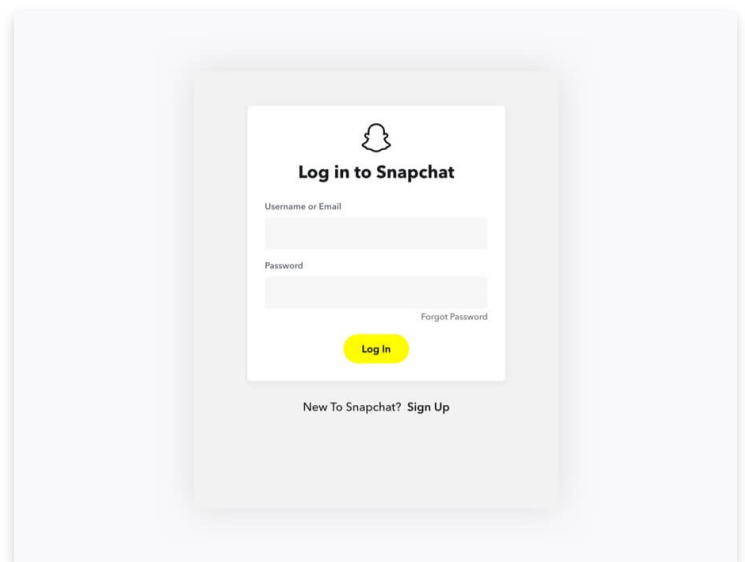 Log in to Snapchat
Username or Email
Password
Forgot Password
Log In
New To Snapchat? Sign Up